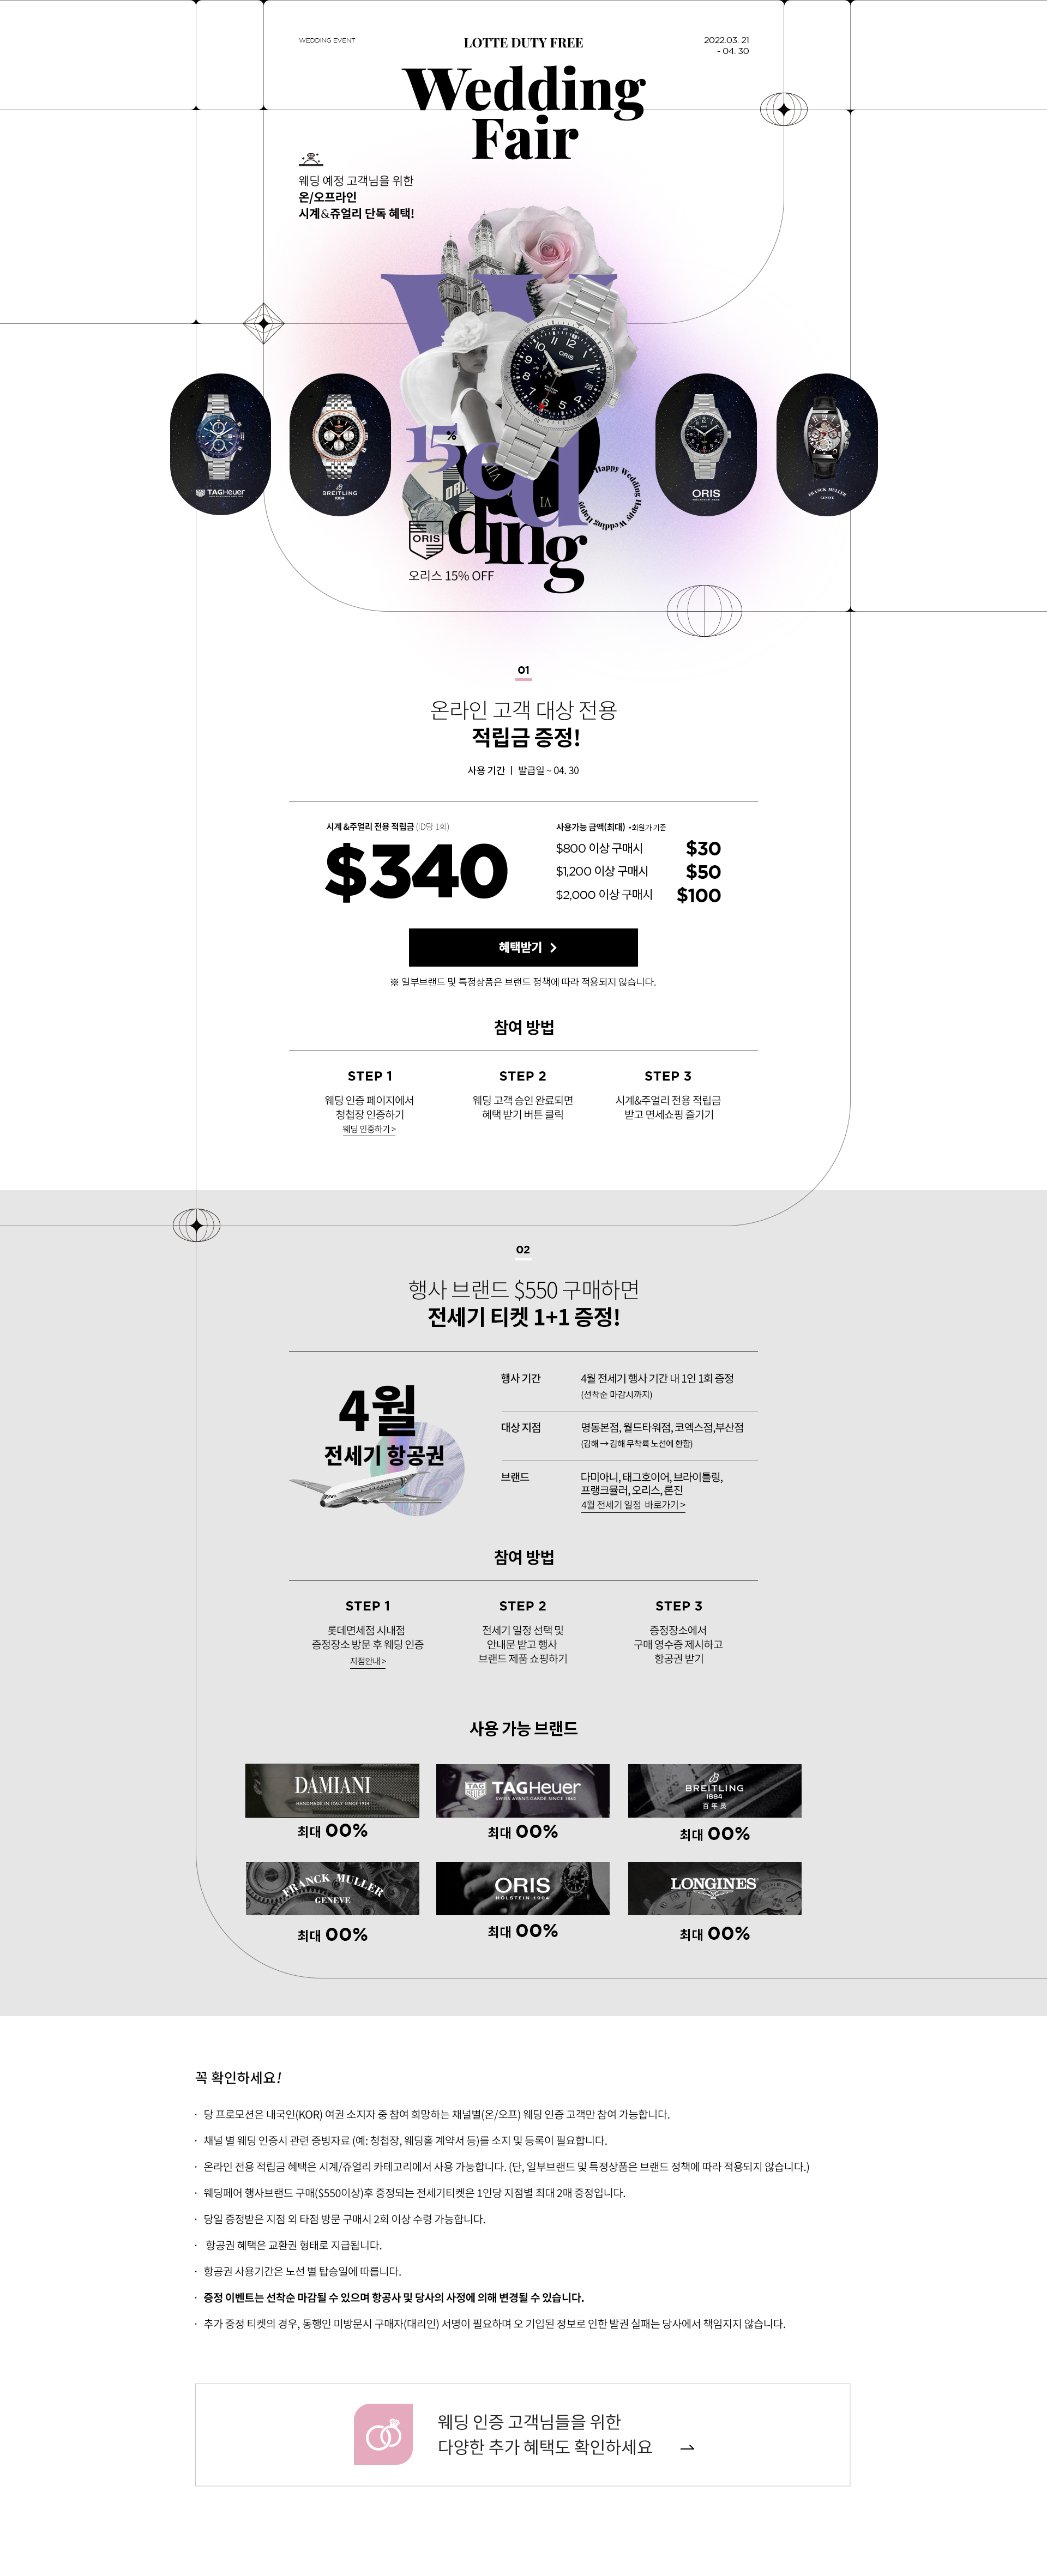 WEDDING EVENT
LOTTE DUTY FREE
2022.03. 21
- 04. 30
Wedding
Fair
웨딩 예정 고객님을 위한
온/오프라인
시계&쥬얼리 단독 혜택!
W
15%
edding
Happy Wedding Happy Wedding
TAG HEUER
TAGHeuer
BREITLING
1884
ORIS
HÖLSTEIN 1904
FRANCK MULLER
GENEVE
ORIS
오리스 15% OFF
01
온라인 고객 대상 전용
적립금 증정!
사용 기간 | 발급일 ~ 04. 30
시계 &주얼리 전용 적립금 (ID당 1회)
$340
사용가능 금액(최대) •회원가 기준
$800 이상 구매시 $30
$1,200 이상 구매시 $50
$2,000 이상 구매시 $100
혜택받기 >
※ 일부브랜드 및 특정상품은 브랜드 정책에 따라 적용되지 않습니다.
참여 방법
STEP 1
웨딩 인증 페이지에서
청첩장 인증하기
웨딩 인증하기 >
STEP 2
웨딩 고객 승인 완료되면
혜택 받기 버튼 클릭
STEP 3
시계&주얼리 전용 적립금
받고 면세쇼핑 즐기기
02
행사 브랜드 $550 구매하면
전세기 티켓 1+1 증정!
4월
전세기 항공권
행사 기간
4월 전세기 행사 기간 내 1인 1회 증정
(선착순 마감시까지)
대상 지점
명동본점, 월드타워점, 코엑스점,부산점
(김해 → 김해 무착륙 노선에 한함)
브랜드
다미아니, 태그호이어, 브라이틀링,
프랭크뮬러, 오리스, 론진
4월 전세기 일정 바로가기 >
참여 방법
STEP 1
롯데면세점 시내점
증정장소 방문 후 웨딩 인증
지점안내 >
STEP 2
전세기 일정 선택 및
안내문 받고 행사
브랜드 제품 쇼핑하기
STEP 3
증정장소에서
구매 영수증 제시하고
항공권 받기
사용 가능 브랜드
DAMIANI
HANDMADE IN ITALY SINCE 1924
최대 00%
TAG HEUER
TAGHeuer
SWISS AVANT-GARDE SINCE 1860
최대 00%
BREITLING
1884
百年灵
최대 00%
FRANCK MULLER
GENEVE
최대 00%
ORIS
HÖLSTEIN 1904
최대 00%
LONGINES
최대 00%
꼭 확인하세요!
· 당 프로모션은 내국인(KOR) 여권 소지자 중 참여 희망하는 채널별(온/오프) 웨딩 인증 고객만 참여 가능합니다.
· 채널 별 웨딩 인증시 관련 증빙자료 (예: 청첩장, 웨딩홀 계약서 등)를 소지 및 등록이 필요합니다.
· 온라인 전용 적립금 혜택은 시계/쥬얼리 카테고리에서 사용 가능합니다. (단, 일부브랜드 및 특정상품은 브랜드 정책에 따라 적용되지 않습니다.)
· 웨딩페어 행사브랜드 구매($550이상)후 증정되는 전세기티켓은 1인당 지점별 최대 2매 증정입니다.
· 당일 증정받은 지점 외 타점 방문 구매시 2회 이상 수령 가능합니다.
· 항공권 혜택은 교환권 형태로 지급됩니다.
· 항공권 사용기간은 노선 별 탑승일에 따릅니다.
· 증정 이벤트는 선착순 마감될 수 있으며 항공사 및 당사의 사정에 의해 변경될 수 있습니다.
· 추가 증정 티켓의 경우, 동행인 미방문시 구매자(대리인) 서명이 필요하며 오 기입된 정보로 인한 발권 실패는 당사에서 책임지지 않습니다.
웨딩 인증 고객님들을 위한
다양한 추가 혜택도 확인하세요 →